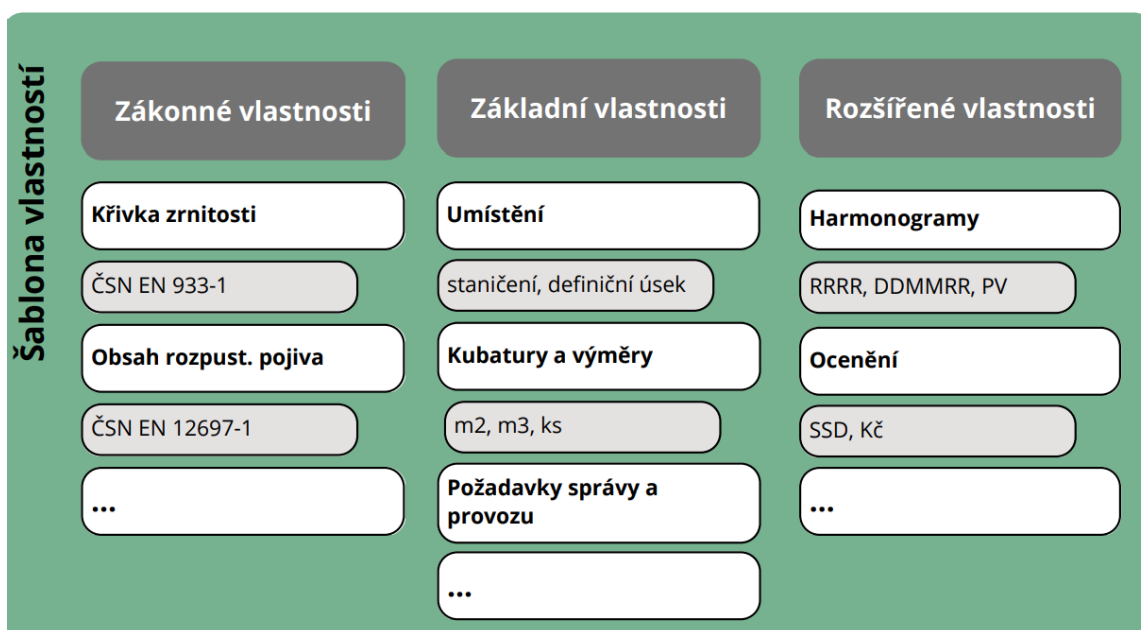 Šablona vlastností
Zákonné vlastnosti
Křivka zrnitosti
ČSN EN 933-1
Obsah rozpust. pojiva
ČSN EN 12697-1
...
Základní vlastnosti
Umístění
staničení, definiční úsek
Kubatury a výměry
m2, m3, ks
Požadavky správy a
provozu
...
Rozšířené vlastnosti
Harmonogramy
RRRR, DDMMRR, PV
Ocenění
SSD, Kč
...